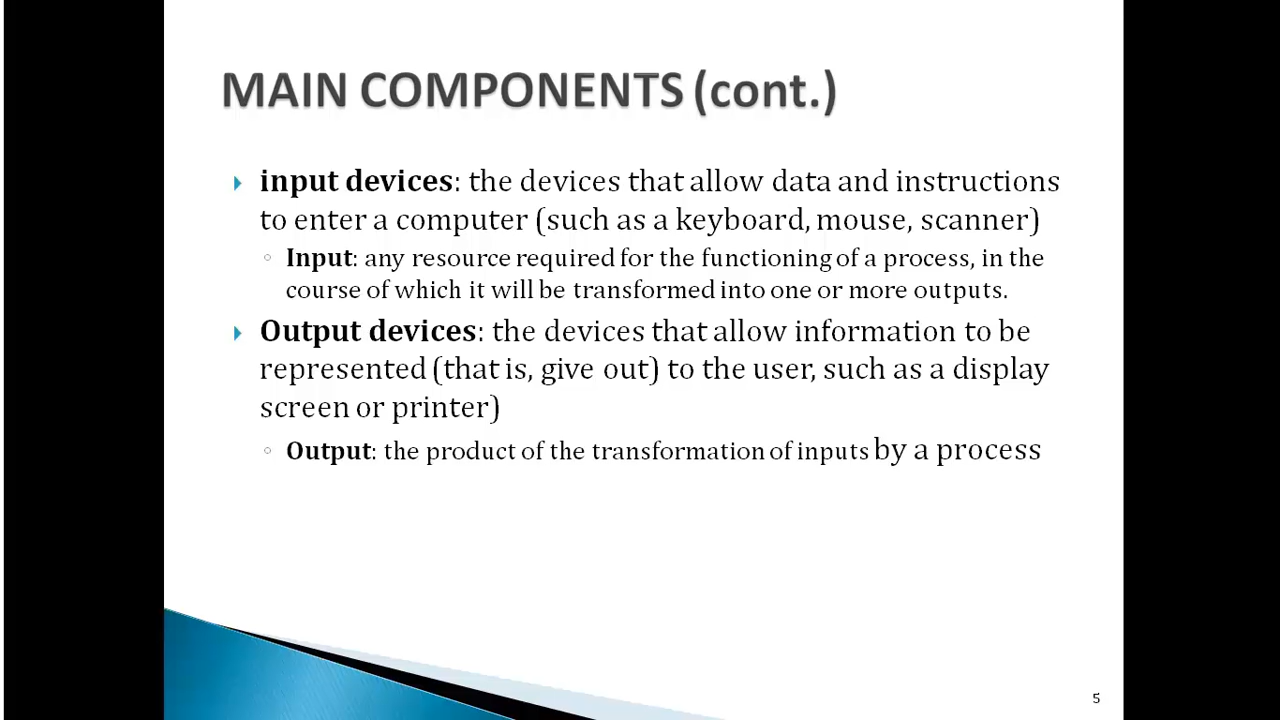 MAIN COMPONENTS (cont.)
input devices: the devices that allow data and instructions
to enter a computer (such as a keyboard, mouse, scanner)
Input: any resource required for the functioning of a process, in the
course of which it will be transformed into one or more outputs.
Output devices: the devices that allow information to be
represented (that is, give out) to the user, such as a display
screen or printer)
Output: the product of the transformation of inputs by a process
5